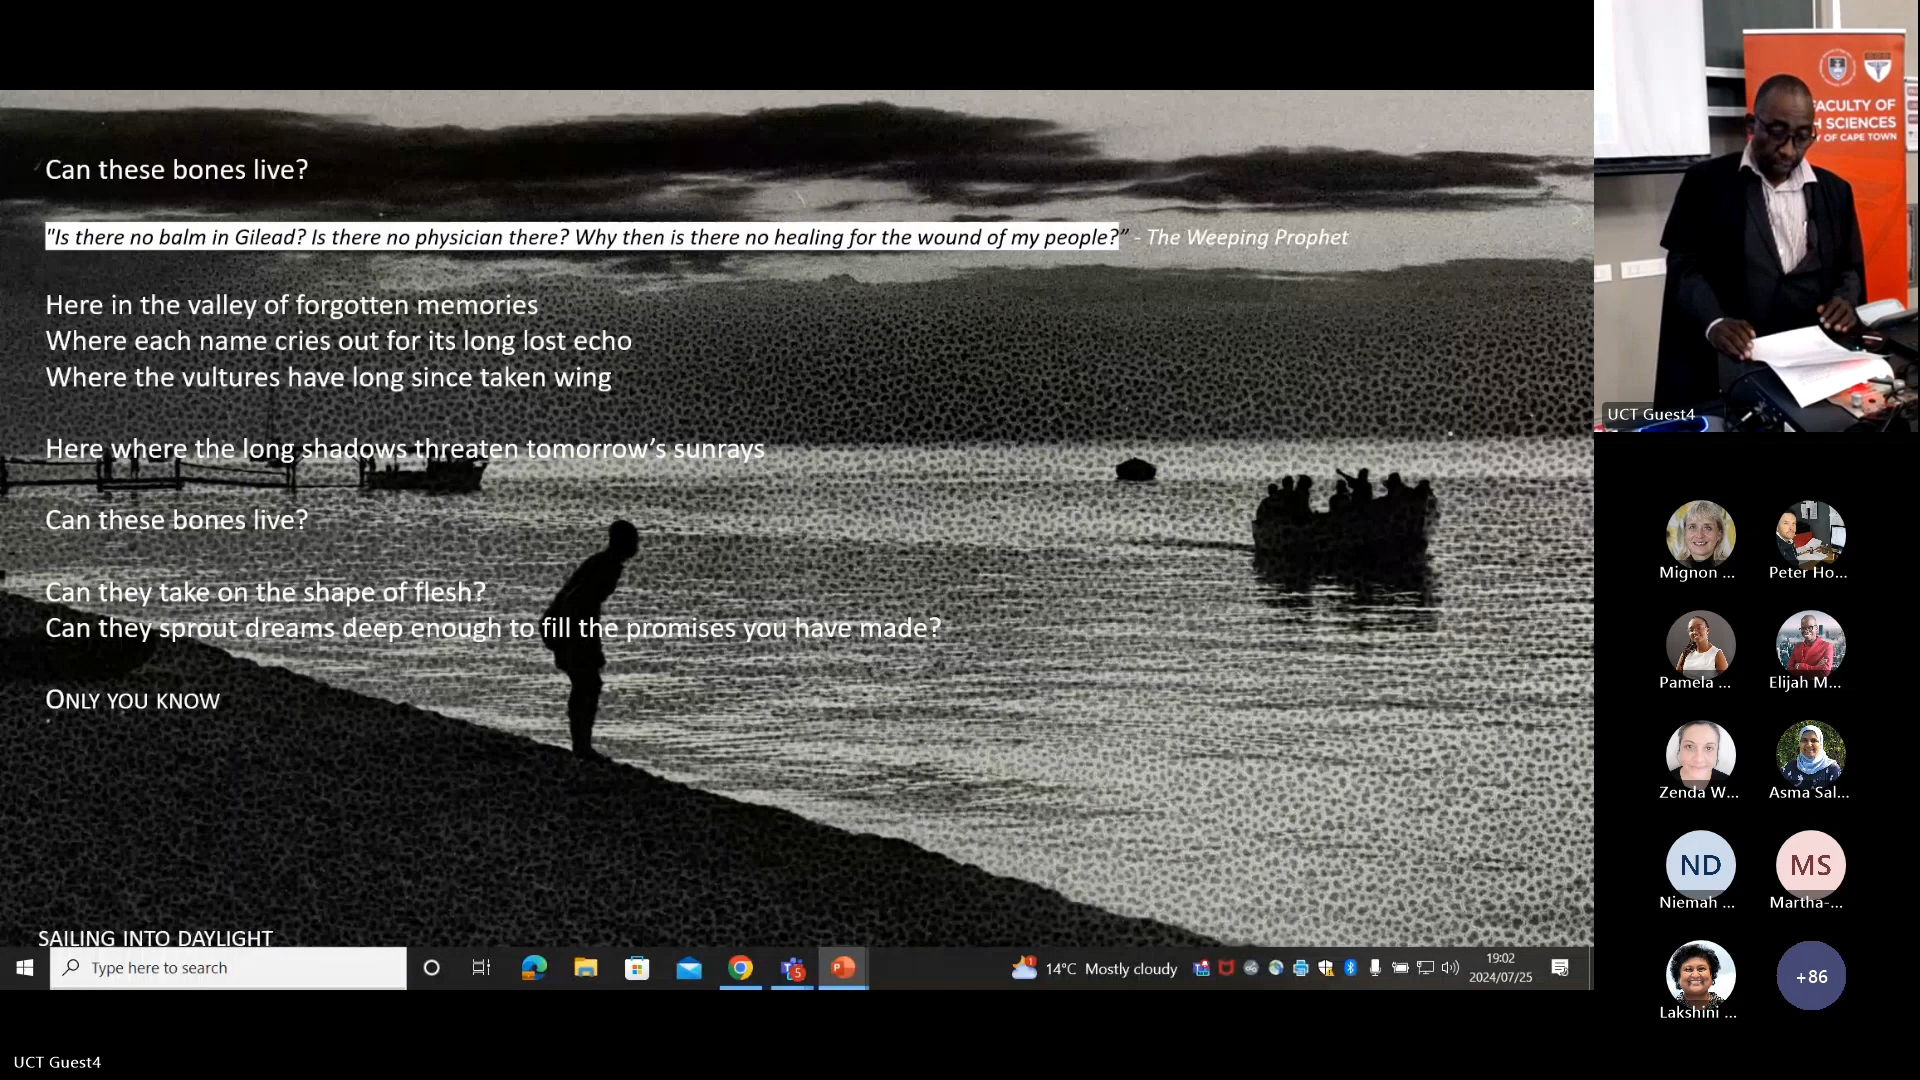 Can these bones live?
"Is there no balm in Gilead? Is there no physician there? Why then is there no healing for the wound of my people?” - The Weeping Prophet
Here in the valley of forgotten memories
Where each name cries out for its long lost echo
Where the vultures have long since taken wing
Here where the long shadows threaten tomorrow’s sunrays
Can these bones live?
Can they take on the shape of flesh?
Can they sprout dreams deep enough to fill the promises you have made?
ONLY YOU KNOW
SAILING INTO DAYLIGHT
Type here to search
14°C Mostly cloudy
19:02
2024/07/25
UCT Guest4
FACULTY OF
SCIENCES
OF CAPE TOWN
UCT Guest4
Mignon ...
Peter Ho...
Pamela ...
Elijah M...
Zenda W...
Asma Sal...
ND
Niemah ...
MS
Martha-...
Lakshini ...
+86